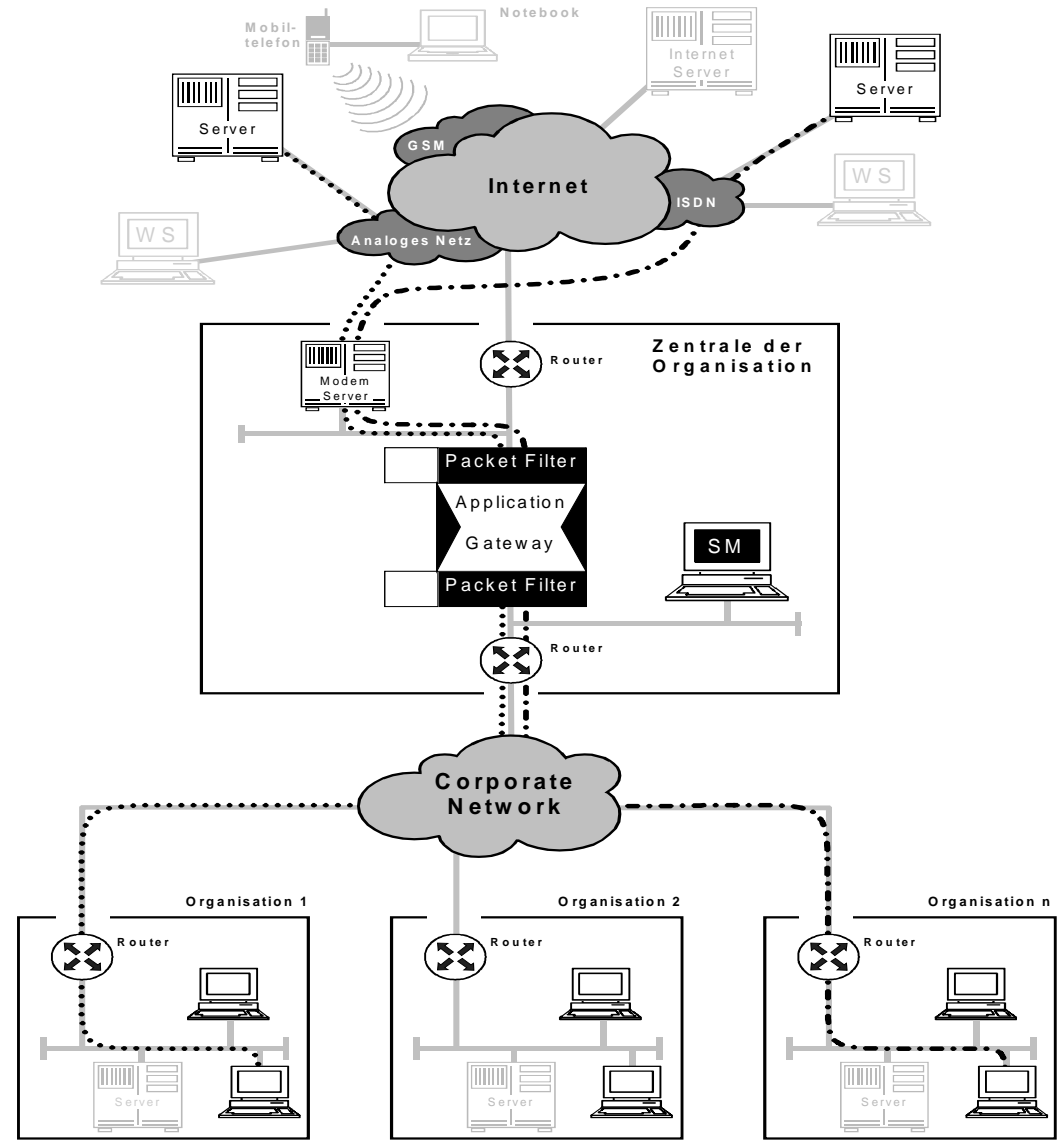 Notebook
Mobil-
telefon
Internet
Server
Server
Server
GSM
Internet
WS
ISDN
WS
Analoges Netz
Zentrale der
Organisation
Router
Modem
Server
Packet Filter
Application
Gateway
SM
Packet Filter
Router
Corporate
Network
Organisation 1
Organisation 2
Organisation n
Router
Router
Router
Server
Server
Server